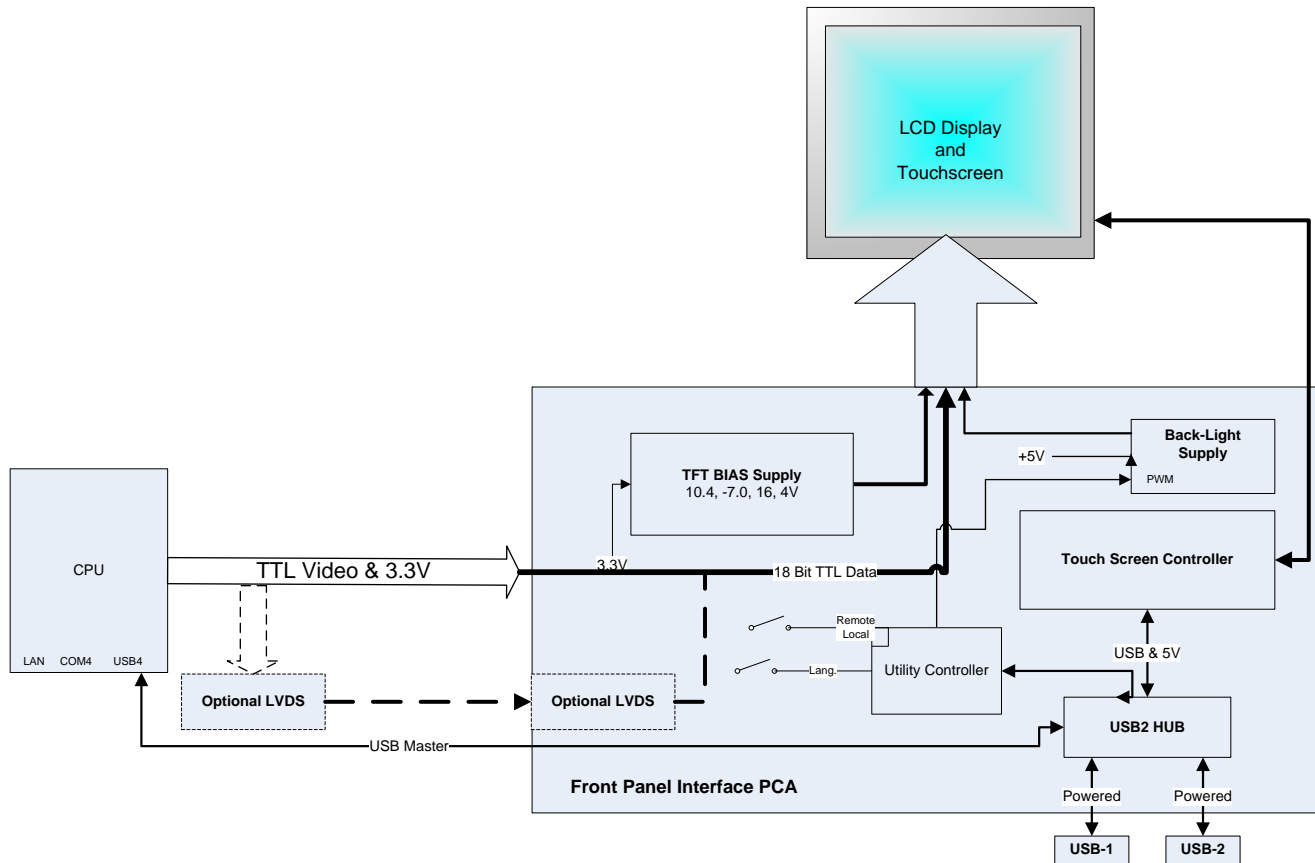 LCD Display
and
Touchscreen
Back-Light
Supply
+5V
PWM
TFT BIAS Supply
10.4, -7.0, 16, 4V
CPU
TTL Video & 3.3V
3.3V
18 Bit TTL Data
Touch Screen Controller
Remote
Local
Lang.
Utility Controller
USB & 5V
LAN COM4 USB4
Optional LVDS
Optional LVDS
USB2 HUB
USB Master
Front Panel Interface PCA
Powered
Powered
USB-1
USB-2